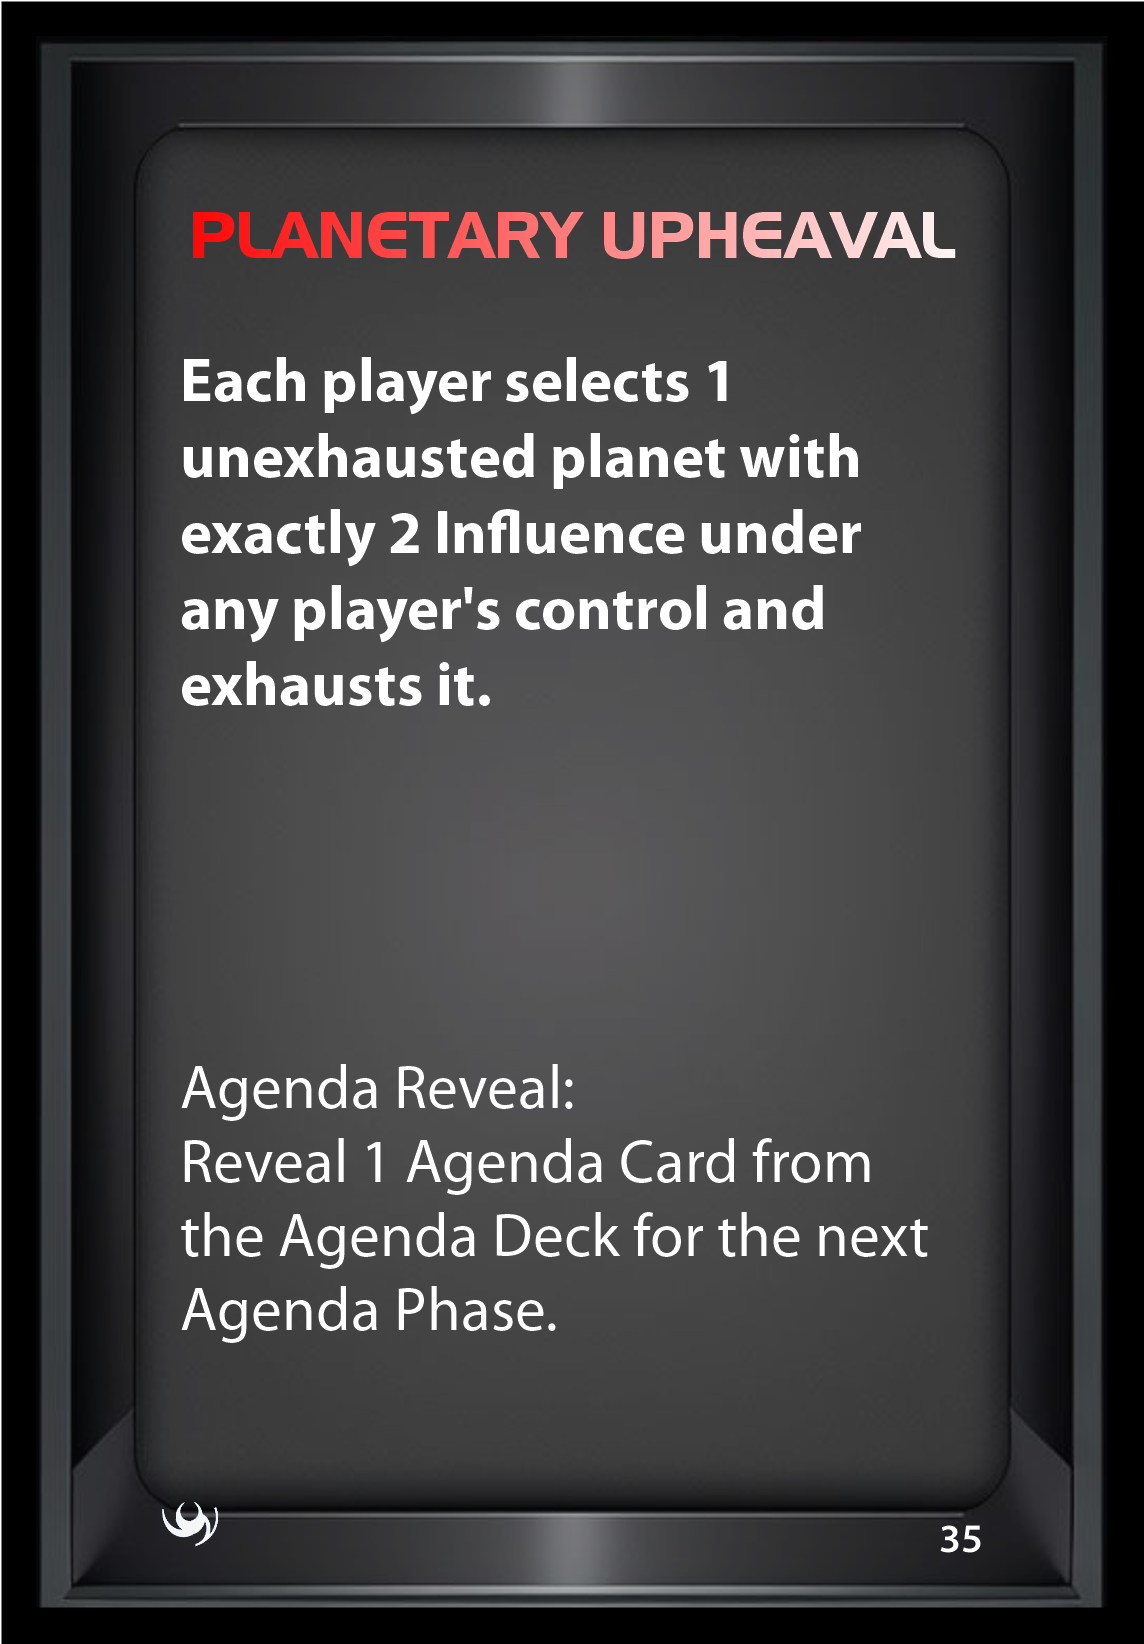 PLANETARY UPHEAVAL
Each player selects 1
unexhausted planet with
exactly 2 Influence under
any player's control and
exhausts it.
Agenda Reveal:
Reveal 1 Agenda Card from
the Agenda Deck for the next
Agenda Phase.
35